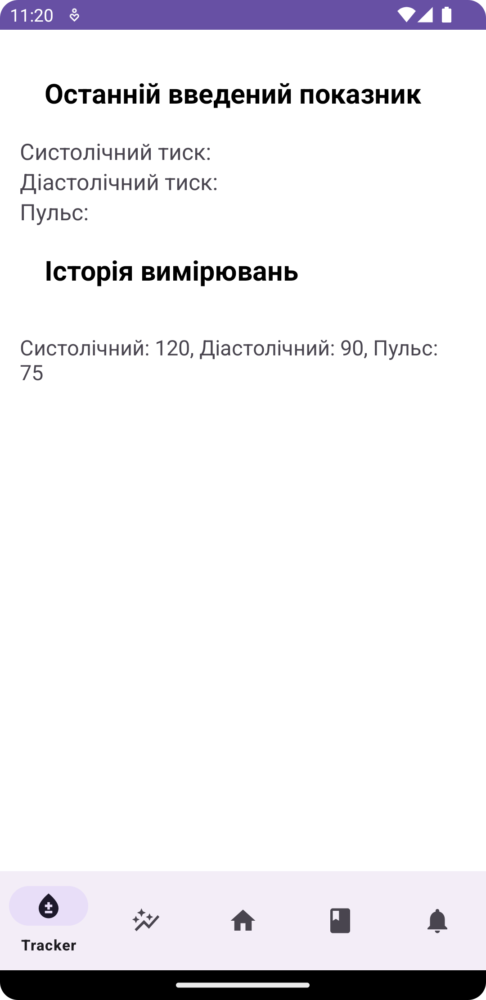 11:20
Останній введений показник
Систолічний тиск:
Діастолічний тиск:
Пульс:
Історія вимірювань
Систолічний: 120, Діастолічний: 90, Пульс:
75
Tracker